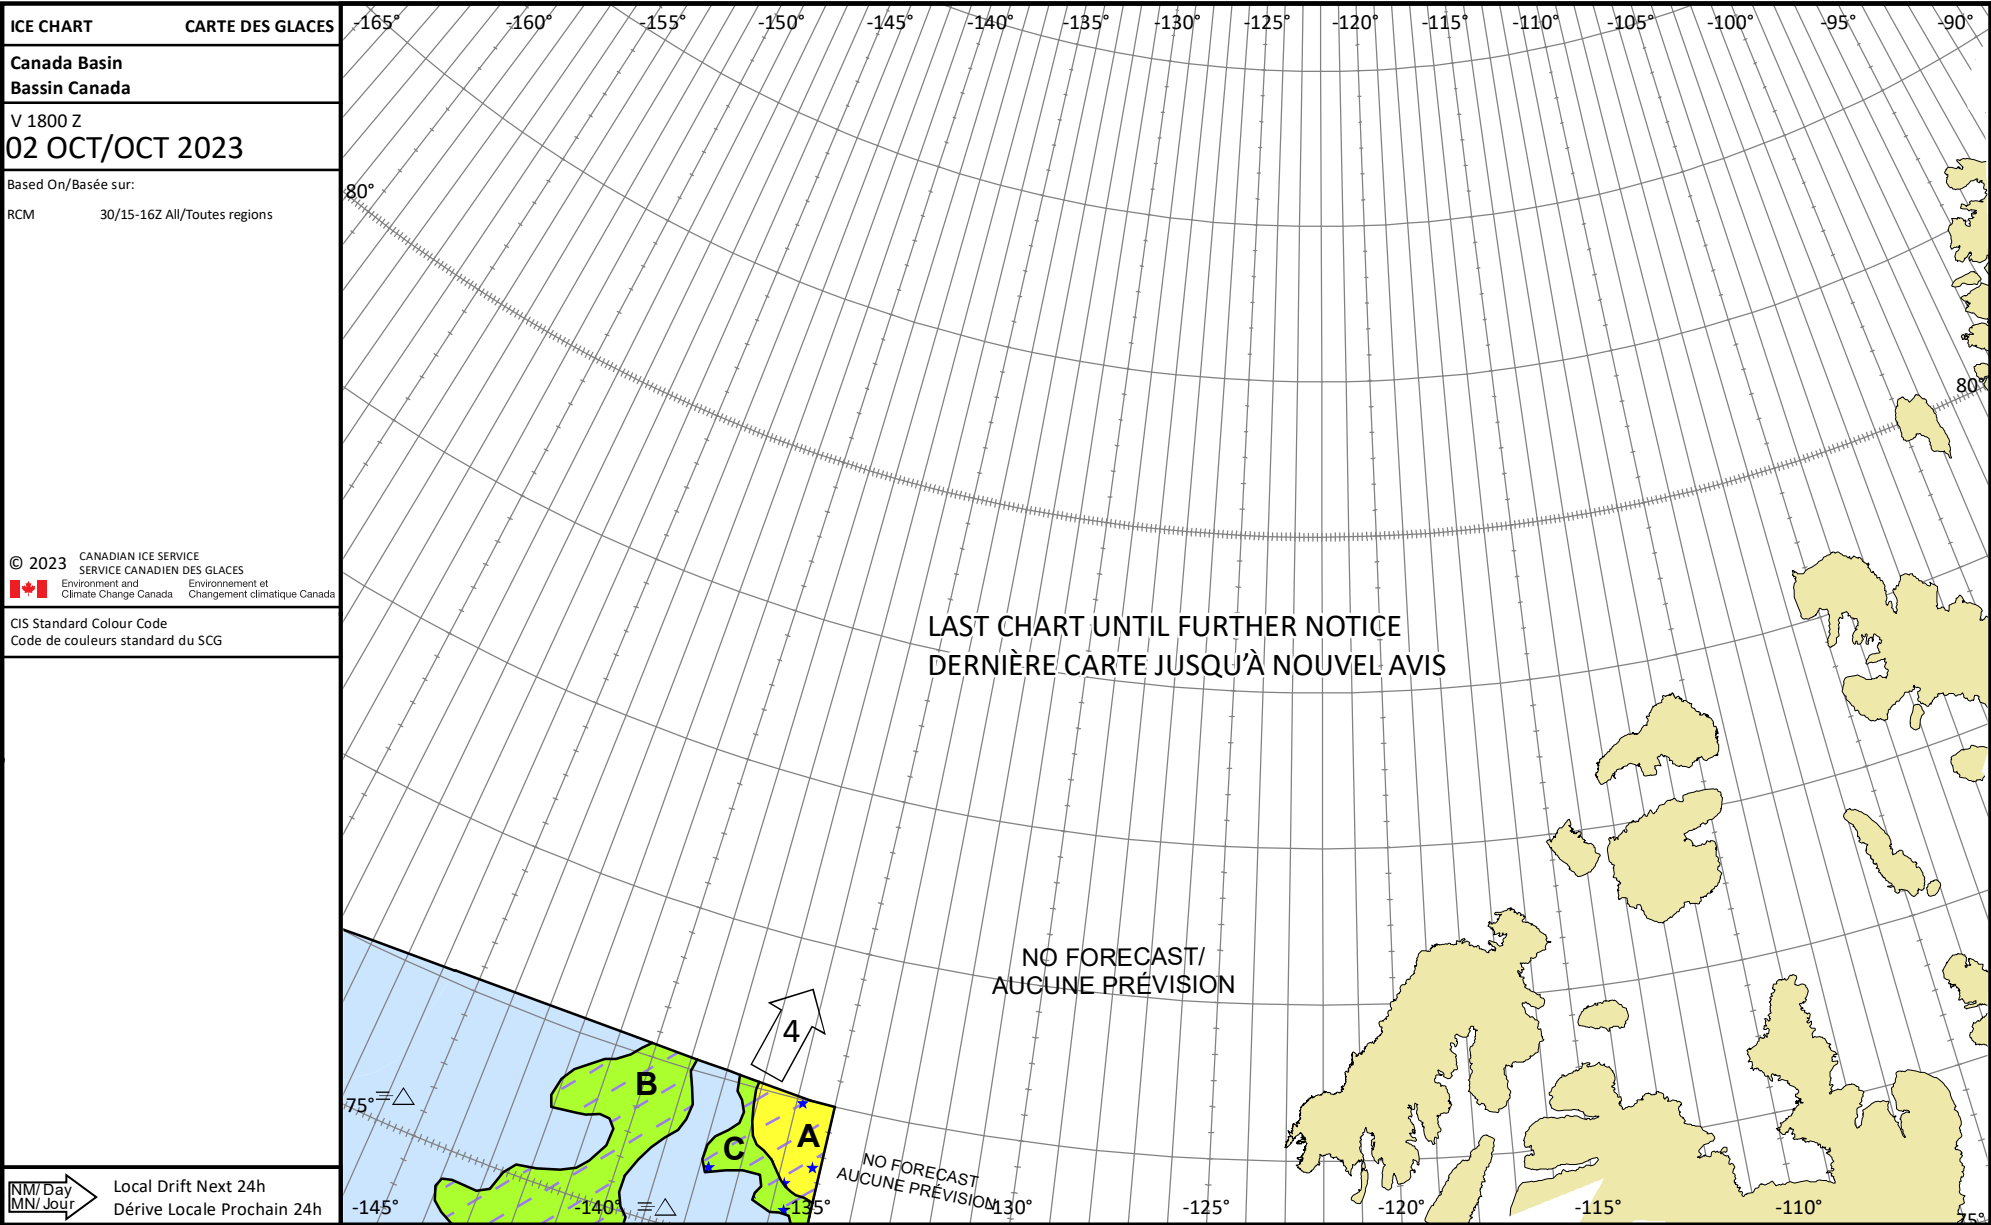 ICE CHART CARTE DES GLACES
Canada Basin
Bassin Canada
V 1800 Z
02 OCT/OCT 2023
Based On/Basée sur:
RCM 30/15-16Z All/Toutes regions
© 2023 CANADIAN ICE SERVICE
SERVICE CANADIEN DES GLACES
Environment and Climate Change Canada
Environnement et Changement climatique Canada
CIS Standard Colour Code
Code de couleurs standard du SCG
NM/Day
MN/Jour
Local Drift Next 24h
Dérive Locale Prochain 24h
-165° -160° -155° -150° -145° -140° -135° -130° -125° -120° -115° -110° -105° -100° -95° -90°
80°
80°
LAST CHART UNTIL FURTHER NOTICE
DERNIÈRE CARTE JUSQU'À NOUVEL AVIS
NO FORECAST/
AUCUNE PRÉVISION
4
B
A
C
75°
NO FORECAST
AUCUNE PRÉVISION
-145° -140° -135° -130° -125° -120° -115° -110° 75°